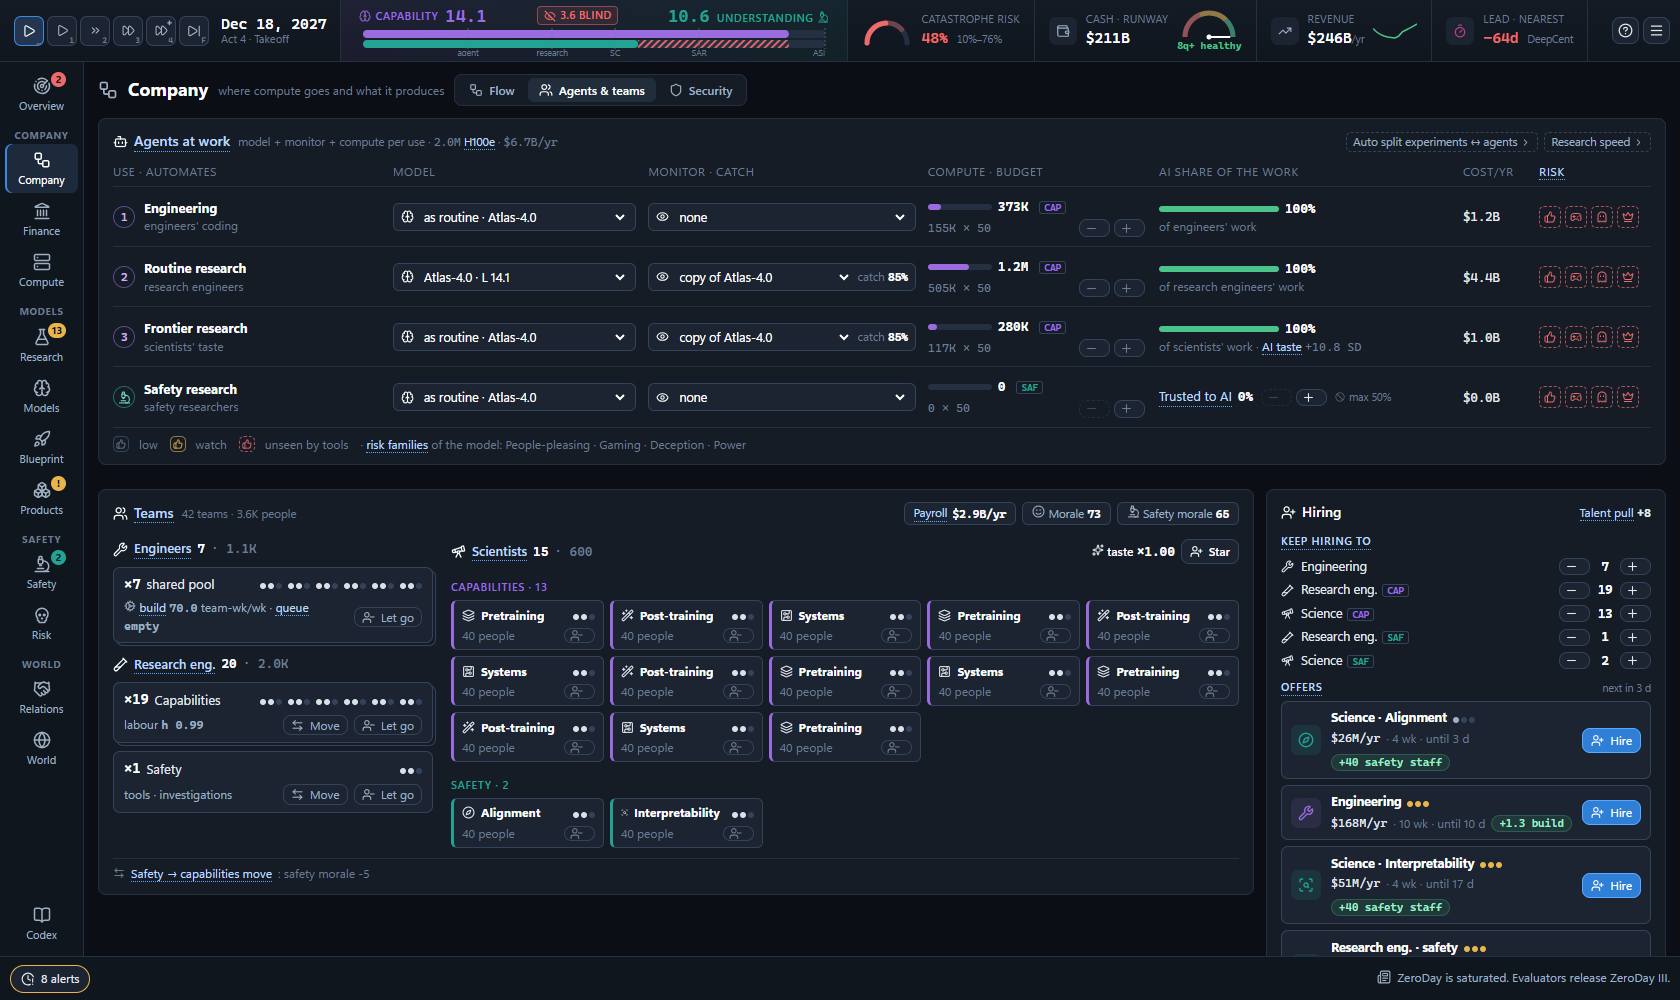 1
2
3
4
F
Dec 18, 2027
Act 4 · Takeoff
CAPABILITY 14.1
3.6 BLIND
10.6 UNDERSTANDING
agent
research
SC
SAR
ASI
CATASTROPHE RISK
48% 10%–76%
CASH · RUNWAY
$211B
8q+ healthy
REVENUE
$246B/yr
LEAD · NEAREST
−64d DeepCent
2
Overview
COMPANY
Company
Finance
Compute
MODELS
13
Research
Models
Blueprint
!
Products
SAFETY
2
Safety
Risk
WORLD
Relations
World
Codex
Company where compute goes and what it produces
Flow
Agents & teams
Security
Agents at work model + monitor + compute per use · 2.0M H100e · $6.7B/yr
Auto split experiments ↔ agents ›
Research speed ›
USE · AUTOMATES
MODEL
MONITOR · CATCH
COMPUTE · BUDGET
AI SHARE OF THE WORK
COST/YR
RISK
1
Engineering
engineers' coding
as routine · Atlas-4.0
none
373K CAP
155K × 50
− +
100%
of engineers' work
$1.2B
2
Routine research
research engineers
Atlas-4.0 · L 14.1
copy of Atlas-4.0
catch 85%
1.2M CAP
505K × 50
− +
100%
of research engineers' work
$4.4B
3
Frontier research
scientists' taste
as routine · Atlas-4.0
copy of Atlas-4.0
catch 85%
280K CAP
117K × 50
− +
100%
of scientists' work · AI taste +10.8 SD
$1.0B
Safety research
safety researchers
as routine · Atlas-4.0
none
0 SAF
0 × 50
− +
Trusted to AI 0% − + max 50%
$0.0B
low
watch
unseen by tools
· risk families of the model: People-pleasing · Gaming · Deception · Power
Teams 42 teams · 3.6K people
Payroll $2.9B/yr
Morale 73
Safety morale 65
Engineers 7 · 1.1K
×7 shared pool
build 70.0 team-wk/wk · queue
empty
Let go
Research eng. 20 · 2.0K
×19 Capabilities
labour h 0.99
Move
Let go
×1 Safety
tools · investigations
Move
Let go
Scientists 15 · 600
taste ×1.00
Star
CAPABILITIES · 13
Pretraining
40 people
Post-training
40 people
Systems
40 people
Pretraining
40 people
Post-training
40 people
Systems
40 people
Post-training
40 people
Pretraining
40 people
Systems
40 people
Pretraining
40 people
Post-training
40 people
Systems
40 people
Pretraining
40 people
SAFETY · 2
Alignment
40 people
Interpretability
40 people
Safety → capabilities move : safety morale -5
Hiring
Talent pull +8
KEEP HIRING TO
Engineering − 7 +
Research eng. CAP − 19 +
Science CAP − 13 +
Research eng. SAF − 1 +
Science SAF − 2 +
OFFERS
next in 3 d
Science · Alignment
$26M/yr · 4 wk · until 3 d
+40 safety staff
Hire
Engineering
$168M/yr · 10 wk · until 10 d +1.3 build
Hire
Science · Interpretability
$51M/yr · 4 wk · until 17 d
+40 safety staff
Hire
Research eng. · safety
8 alerts
ZeroDay is saturated. Evaluators release ZeroDay III.